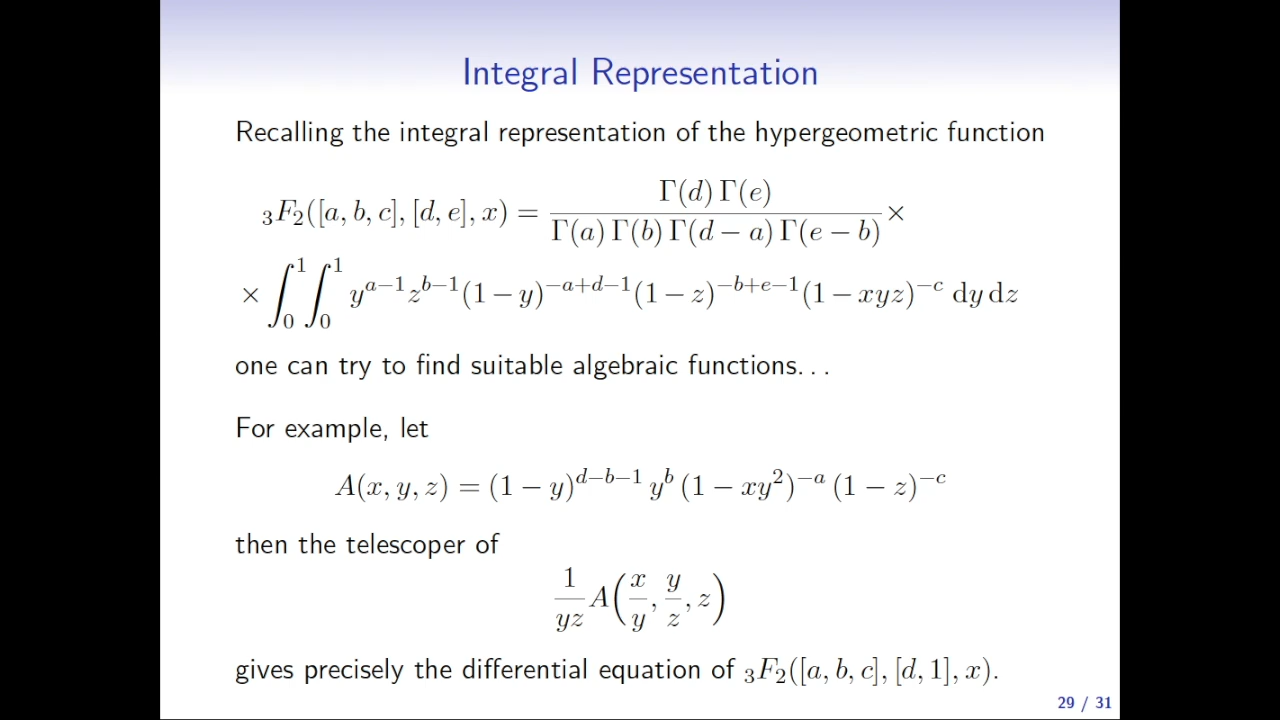 Integral Representation
Recalling the integral representation of the hypergeometric function
₃F₂([a, b, c], [d, e], x) = Γ(d) Γ(e) / Γ(a) Γ(b) Γ(d − a) Γ(e − b) ×
× ∫₀¹ ∫₀¹ y^{a−1} z^{b−1} (1 − y)^{−a+d−1} (1 − z)^{−b+e−1} (1 − xyz)^{−c} dy dz
one can try to find suitable algebraic functions. . .
For example, let
A(x, y, z) = (1 − y)^{d−b−1} y^{b} (1 − xy²)^{−a} (1 − z)^{−c}
then the telescoper of
1/yz A(x/y, y/z, z)
gives precisely the differential equation of ₃F₂([a, b, c], [d, 1], x).
29 / 31